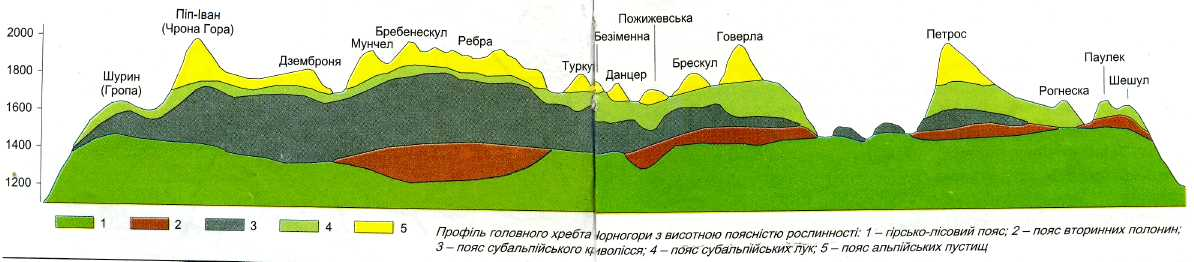 Піп-Іван
(Чрона Гора)
Шурин
(Гропа)
Дземброня
Мунчел
Бребенескул
Ребра
Туркул
Безіменна
Данцер
Пожижевська
Брескул
Говерла
Петрос
Рогнеска
Паулек
Шешул
2000
1800
1600
1400
1200
1 2 3 4 5
Профіль головного хребта Чорногори з висотною поясністю рослинності: 1 – гірсько-лісовий пояс; 2 – пояс вторинних полонин;
3 – пояс субальпійського криволісся; 4 – пояс субальпійських лук; 5 – пояс альпійських пустищ